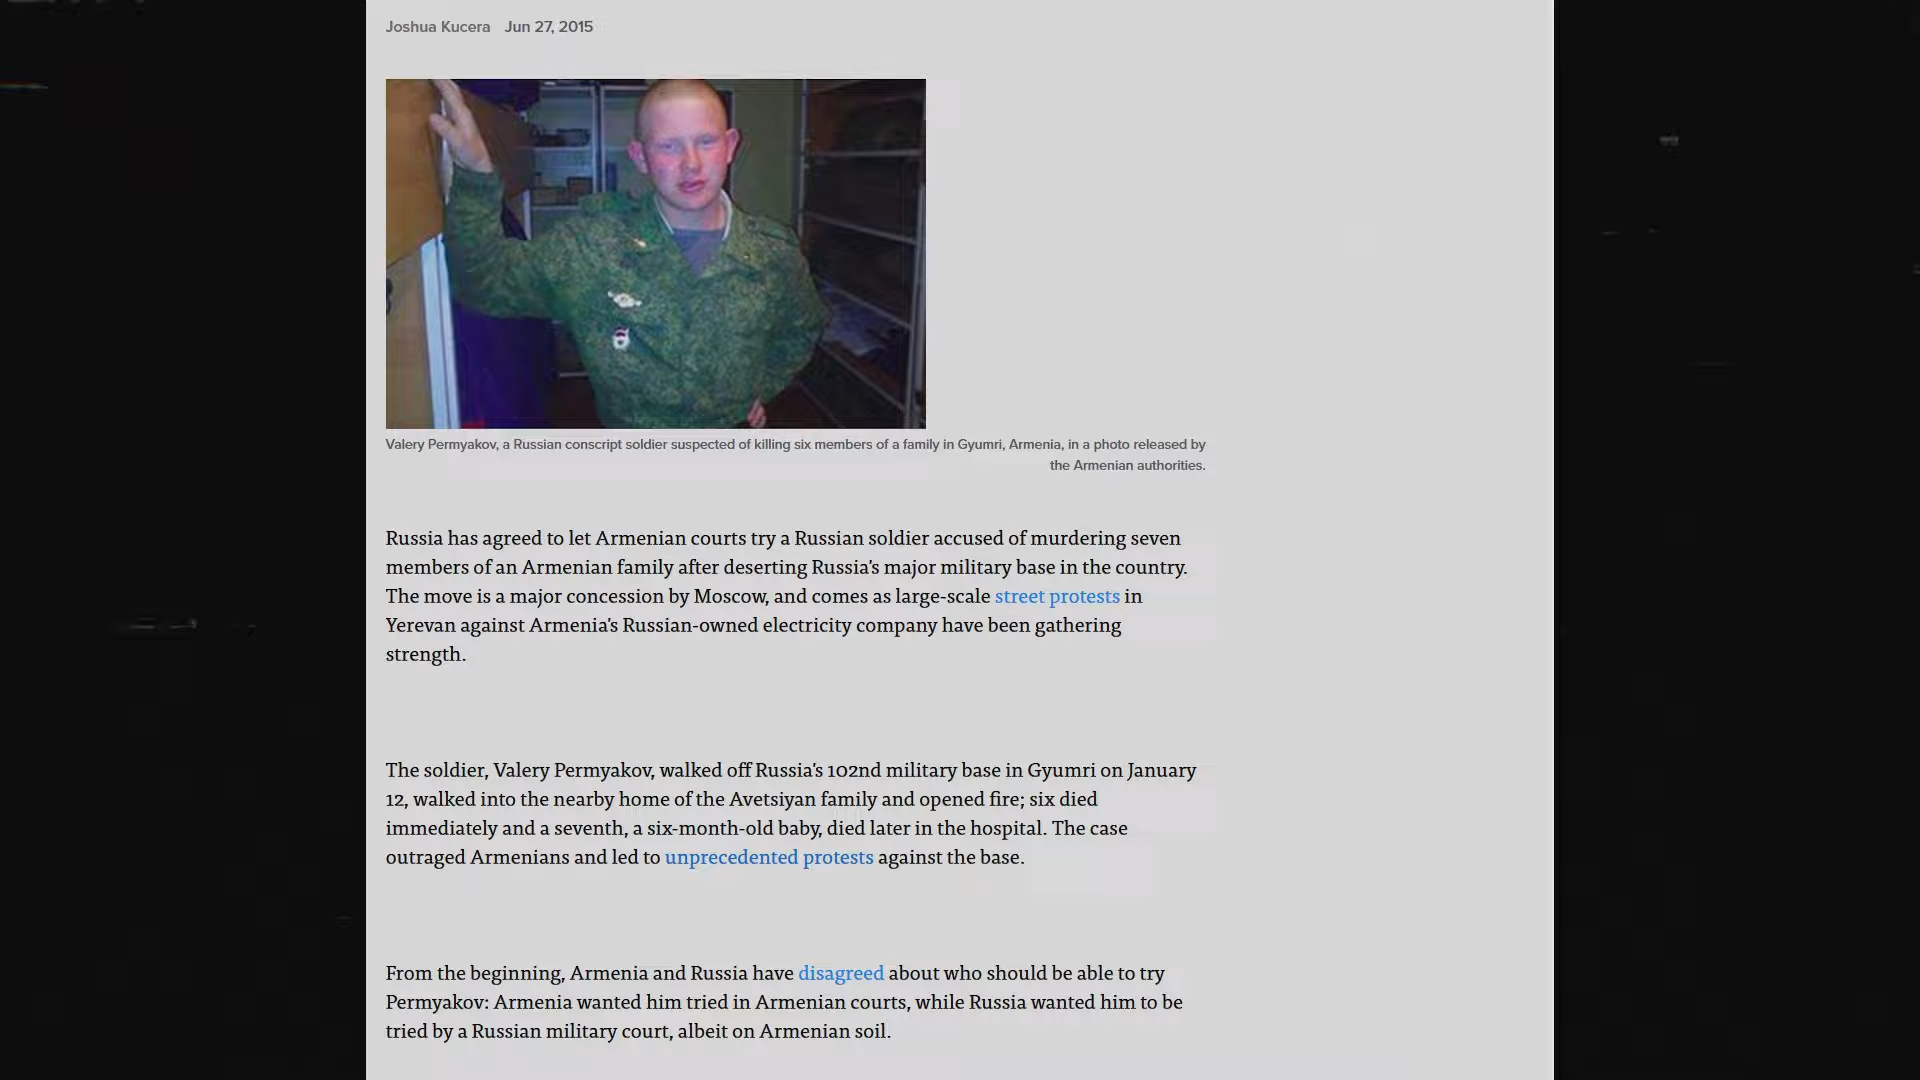 Joshua Kucera Jun 27, 2015
Valery Permyakov, a Russian conscript soldier suspected of killing six members of a family in Gyumri, Armenia, in a photo released by
the Armenian authorities.
Russia has agreed to let Armenian courts try a Russian soldier accused of murdering seven
members of an Armenian family after deserting Russia's major military base in the country.
The move is a major concession by Moscow, and comes as large-scale street protests in
Yerevan against Armenia's Russian-owned electricity company have been gathering
strength.
The soldier, Valery Permyakov, walked off Russia's 102nd military base in Gyumri on January
12, walked into the nearby home of the Avetsiyan family and opened fire; six died
immediately and a seventh, a six-month-old baby, died later in the hospital. The case
outraged Armenians and led to unprecedented protests against the base.
From the beginning, Armenia and Russia have disagreed about who should be able to try
Permyakov: Armenia wanted him tried in Armenian courts, while Russia wanted him to be
tried by a Russian military court, albeit on Armenian soil.